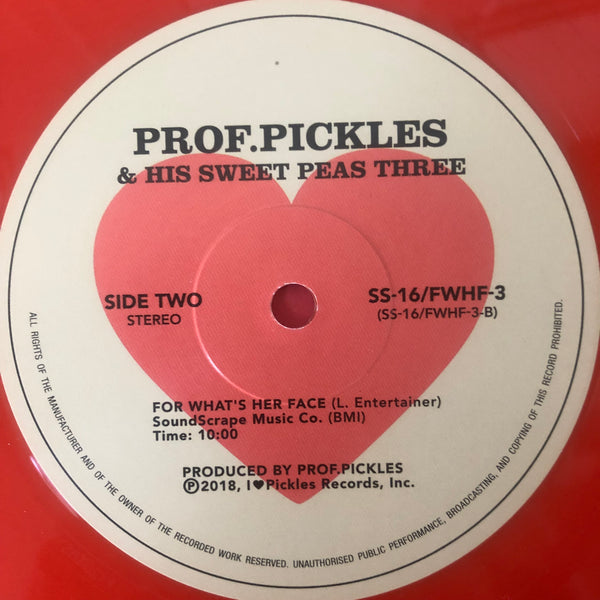 PROF.PICKLES
& HIS SWEET PEAS THREE
SIDE TWO
STEREO
SS-16/FWHF-3
(SS-16/FWHF-3-B)
FOR WHAT'S HER FACE (L. Entertainer)
SoundScrape Music Co. (BMI)
Time: 10:00
PRODUCED BY PROF.PICKLES
℗2018, I♥Pickles Records, Inc.
ALL RIGHTS OF THE MANUFACTURER AND OF THE OWNER OF THE RECORDED WORK RESERVED. UNAUTHORISED PUBLIC PERFORMANCE, BROADCASTING, AND COPYING OF THIS RECORD PROHIBITED.